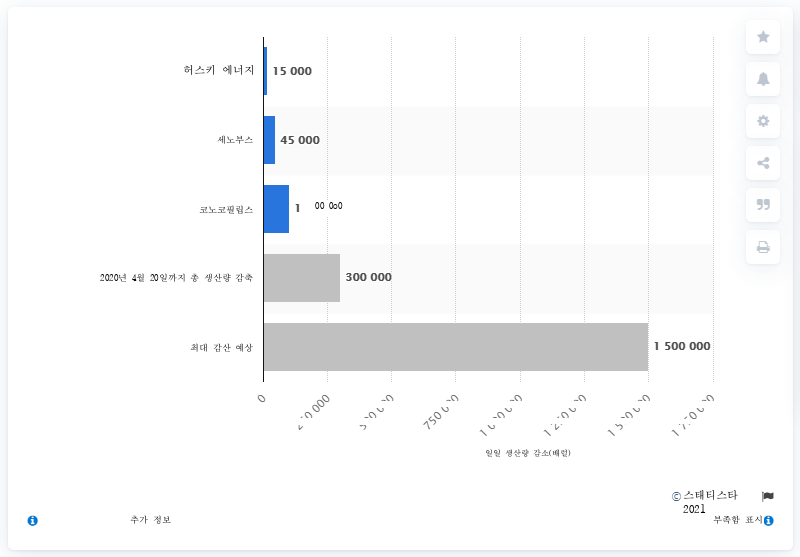 허스키 에너지 15 000
세노부스 45 000
코노코필립스 1 00 0o0
2020년 4월 20일까지 총 생산량 감축 300 000
최대 감산 예상 1 500 000
0
일일 생산량 감소(배럴)
© 스태티스타
2021
추가 정보 부족함 표시